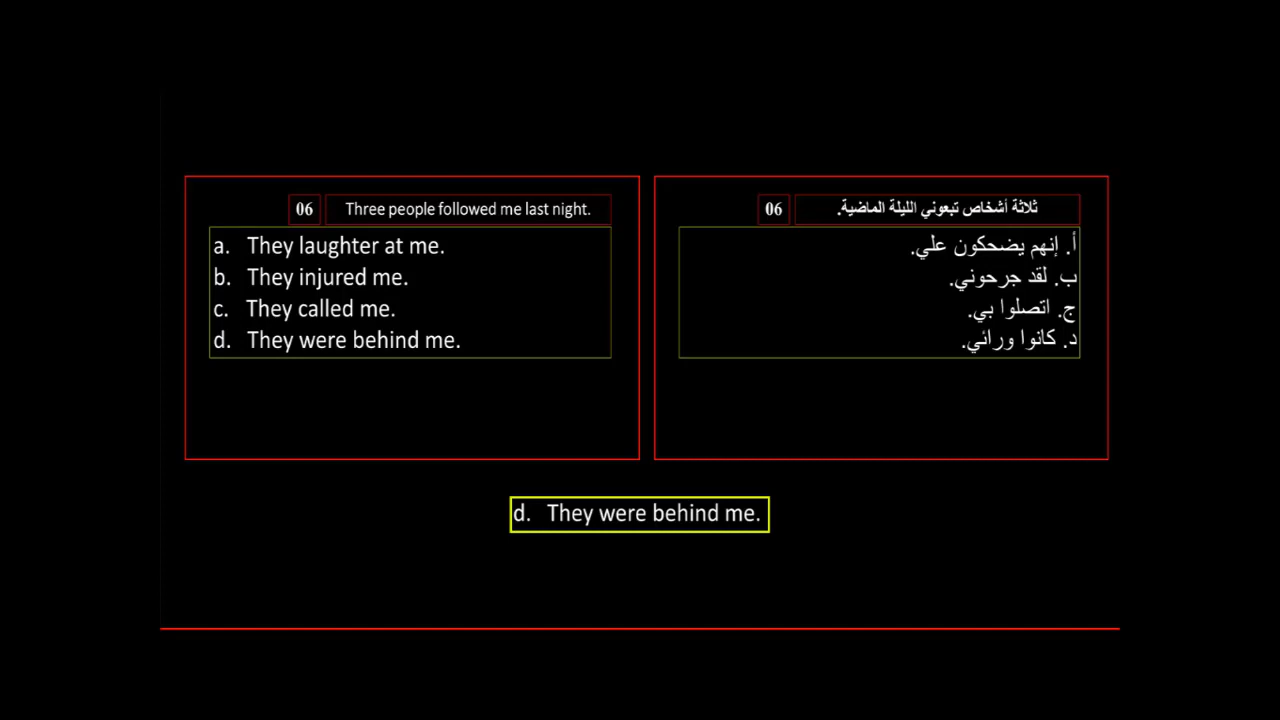 06 Three people followed me last night.
a. They laughter at me.
b. They injured me.
c. They called me.
d. They were behind me.
06 ثلاثة أشخاص تبعوني الليلة الماضية.
أ. إنهم يضحكون علي.
ب. لقد جرحوني.
ج. اتصلوا بي.
د. كانوا ورائي.
d. They were behind me.